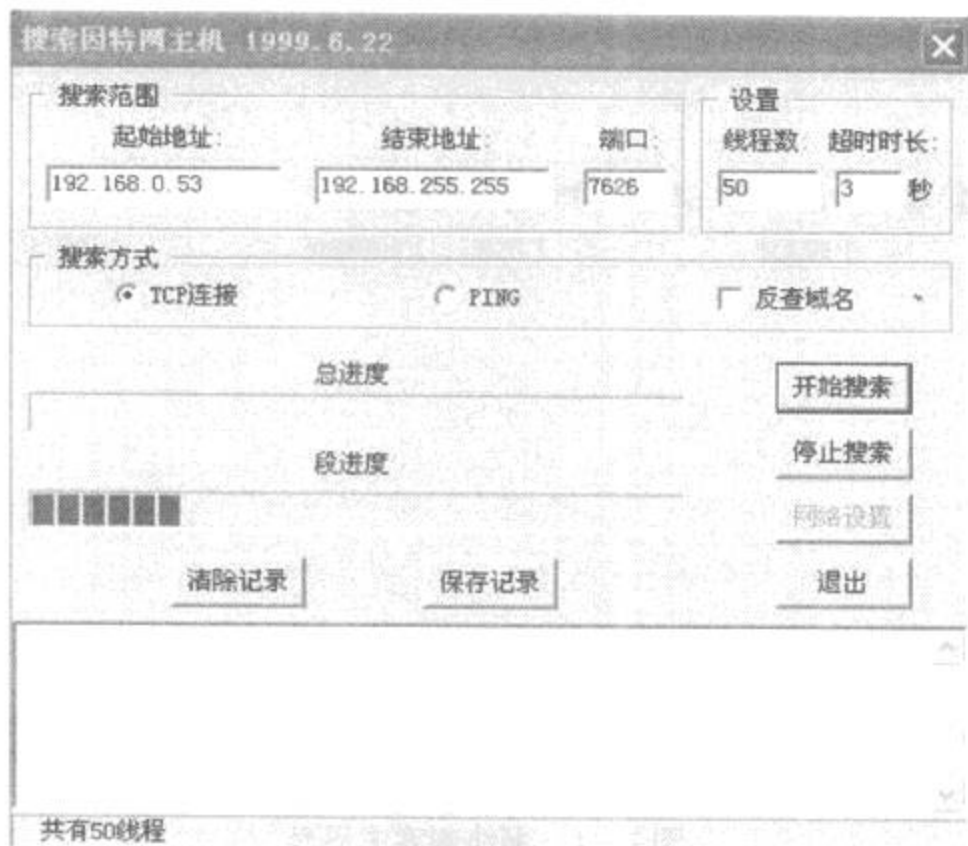 搜索因特网主机 1999.6.22
搜索范围
设置
起始地址: 结束地址: 端口: 线程数: 超时时长:
192.168.0.53 192.168.255.255 7626 50 3 秒
搜索方式
TCP连接 PING 反查域名
总进度
开始搜索
段进度
停止搜索
网络设置
清除记录 保存记录 退出
共有50线程